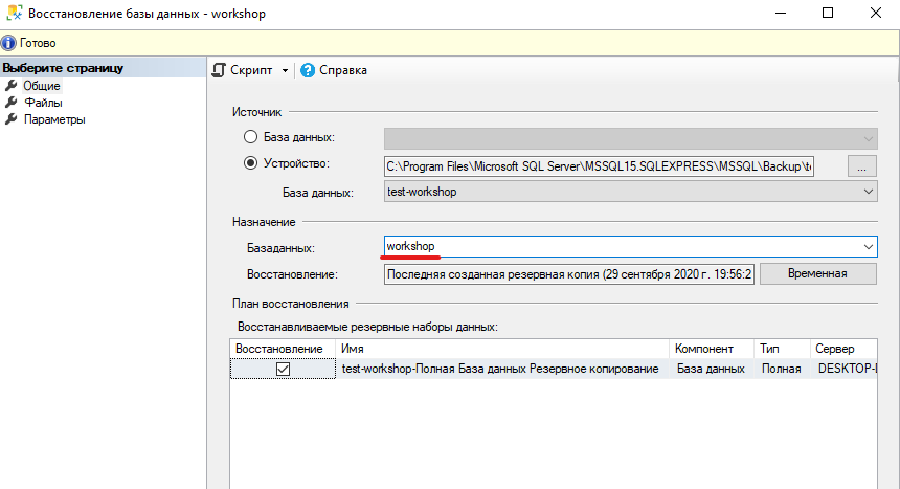 Восстановление базы данных - workshop
Готово
Выберите страницу
Общие
Файлы
Параметры
Скрипт
Справка
Источник
База данных:
Устройство:
C:\Program Files\Microsoft SQL Server\MSSQL15.SQLEXPRESS\MSSQL\Backup\te
...
База данных:
test-workshop
Назначение
Базаданных:
workshop
Восстановление:
Последняя созданная резервная копия (29 сентября 2020 г. 19:56:2
Временная
План восстановления
Восстанавливаемые резервные наборы данных:
Восстановление Имя Компонент Тип Сервер
test-workshop-Полная База данных Резервное копирование База данных Полная DESKTOP-